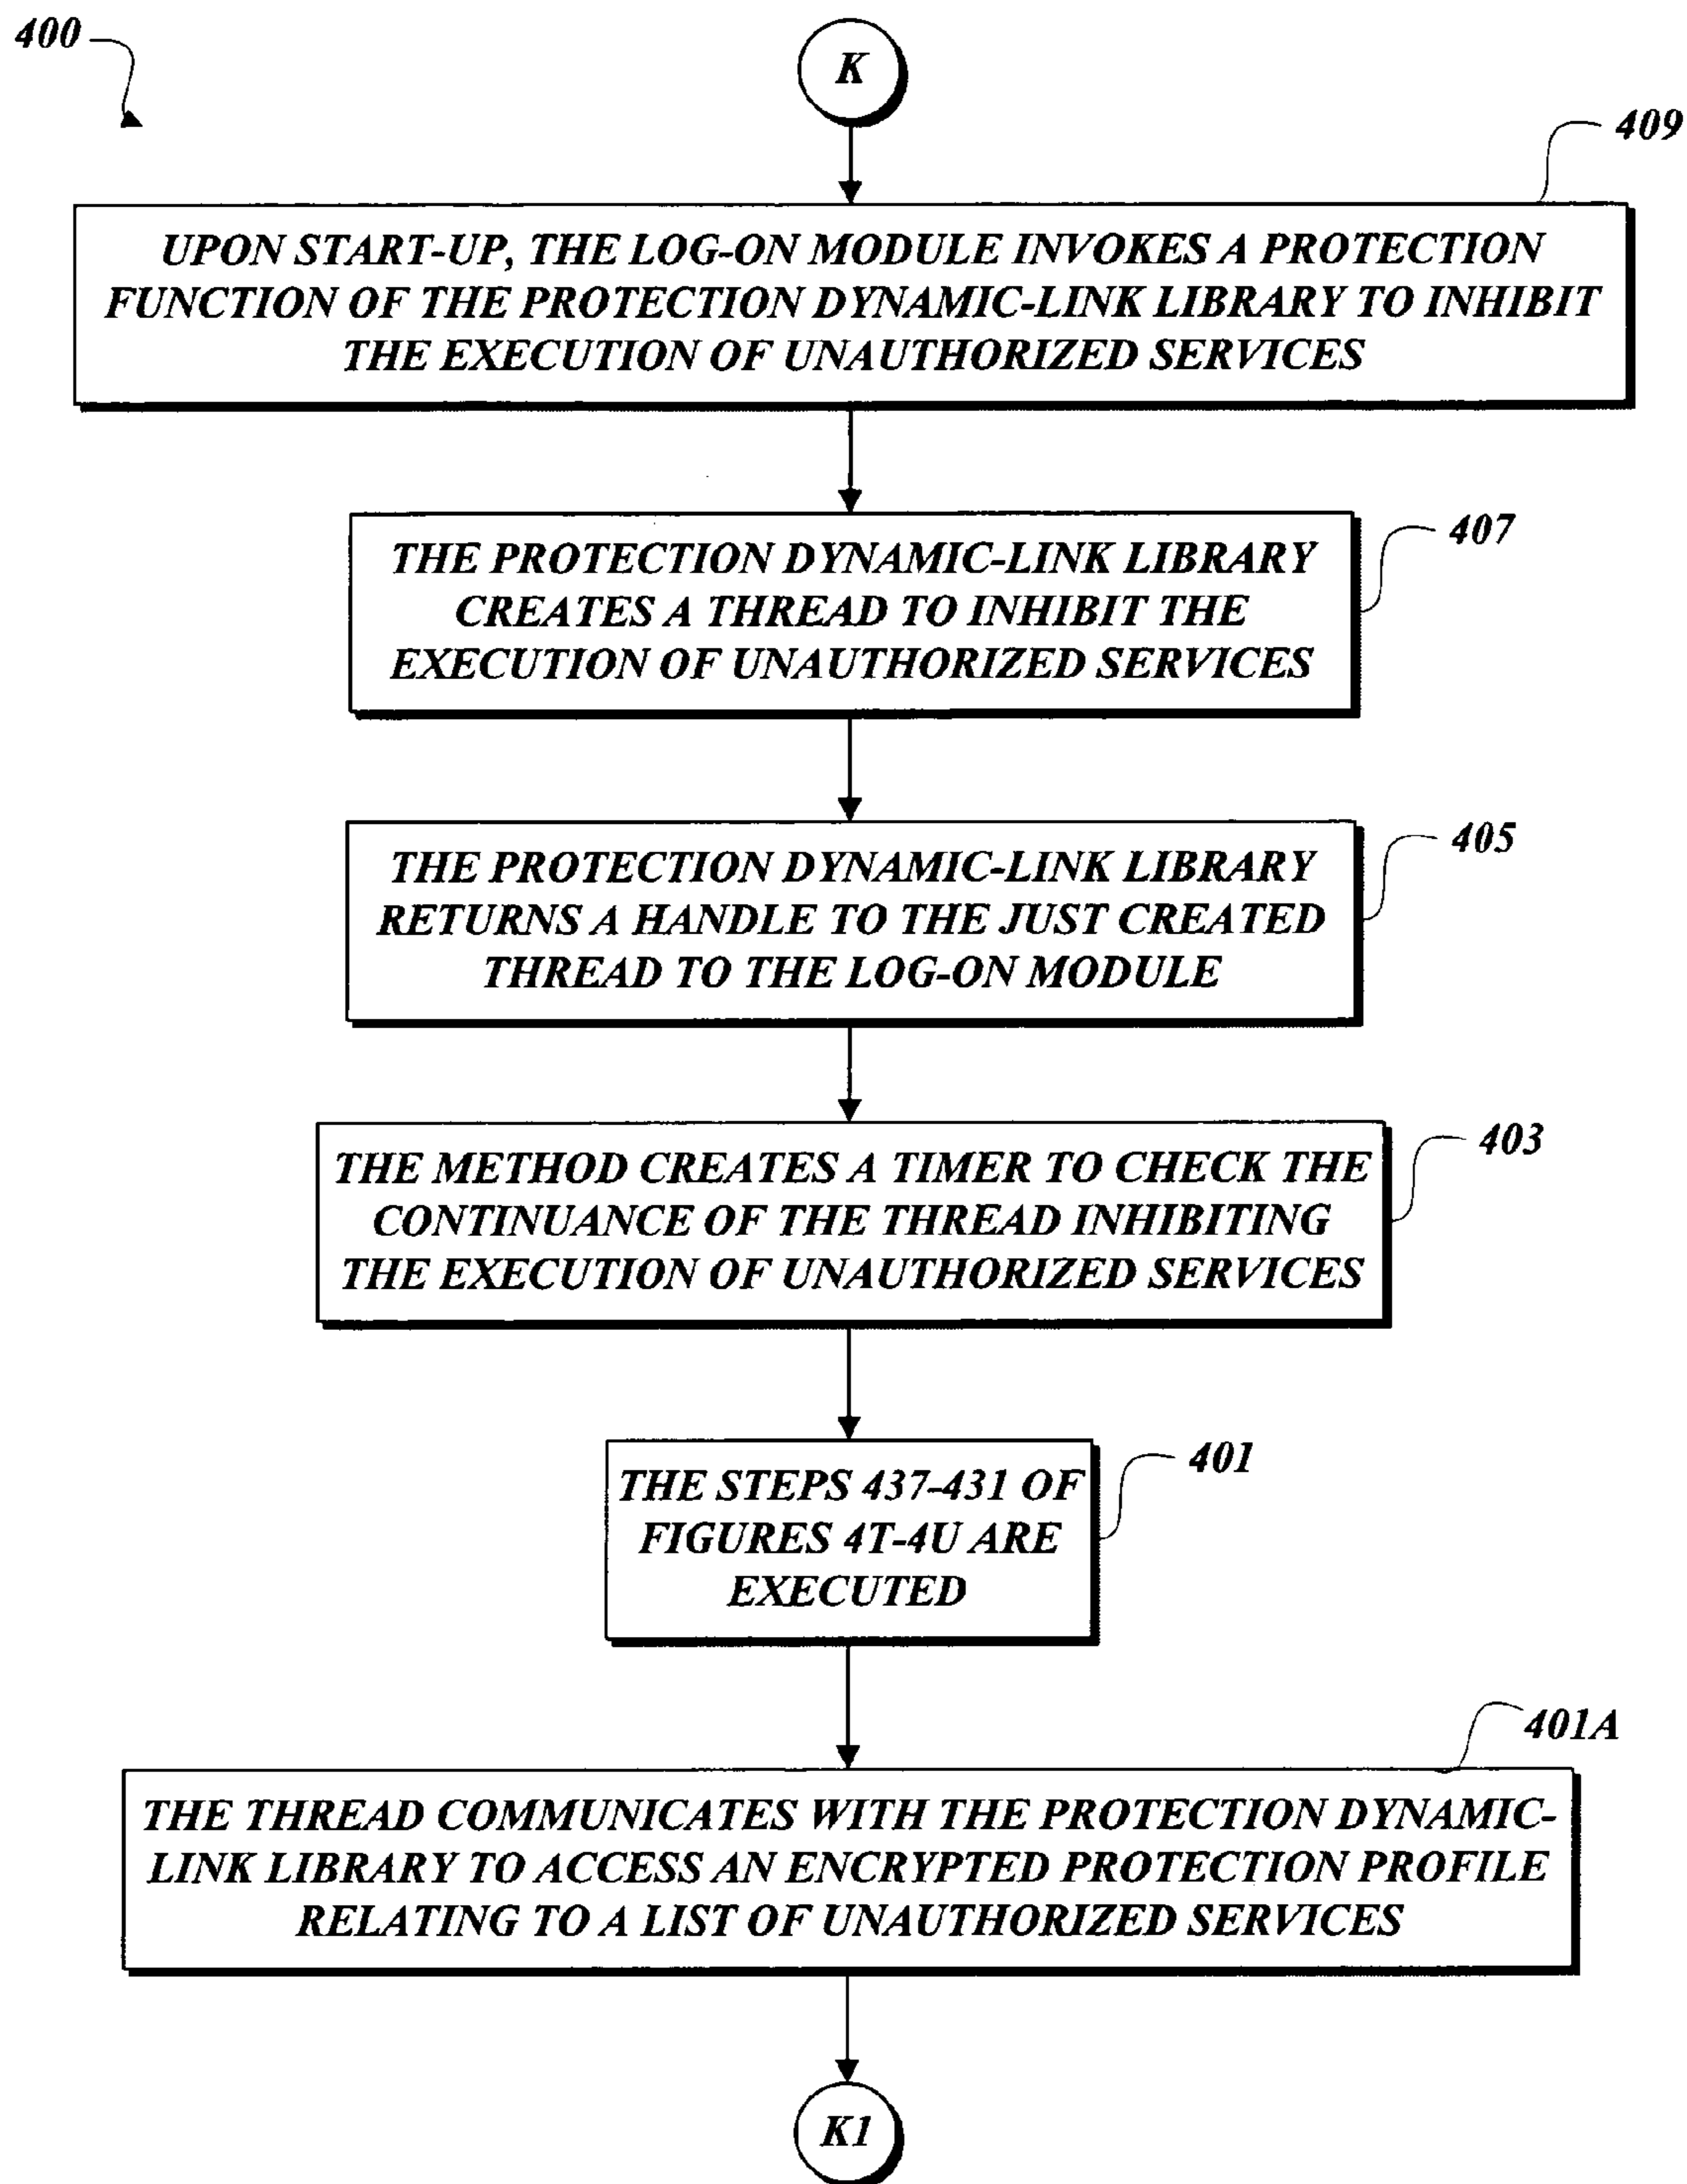 400
K
409
UPON START-UP, THE LOG-ON MODULE INVOKES A PROTECTION
FUNCTION OF THE PROTECTION DYNAMIC-LINK LIBRARY TO INHIBIT
THE EXECUTION OF UNAUTHORIZED SERVICES
407
THE PROTECTION DYNAMIC-LINK LIBRARY
CREATES A THREAD TO INHIBIT THE
EXECUTION OF UNAUTHORIZED SERVICES
405
THE PROTECTION DYNAMIC-LINK LIBRARY
RETURNS A HANDLE TO THE JUST CREATED
THREAD TO THE LOG-ON MODULE
403
THE METHOD CREATES A TIMER TO CHECK THE
CONTINUANCE OF THE THREAD INHIBITING
THE EXECUTION OF UNAUTHORIZED SERVICES
401
THE STEPS 437-431 OF
FIGURES 4T-4U ARE
EXECUTED
401A
THE THREAD COMMUNICATES WITH THE PROTECTION DYNAMIC-
LINK LIBRARY TO ACCESS AN ENCRYPTED PROTECTION PROFILE
RELATING TO A LIST OF UNAUTHORIZED SERVICES
K1